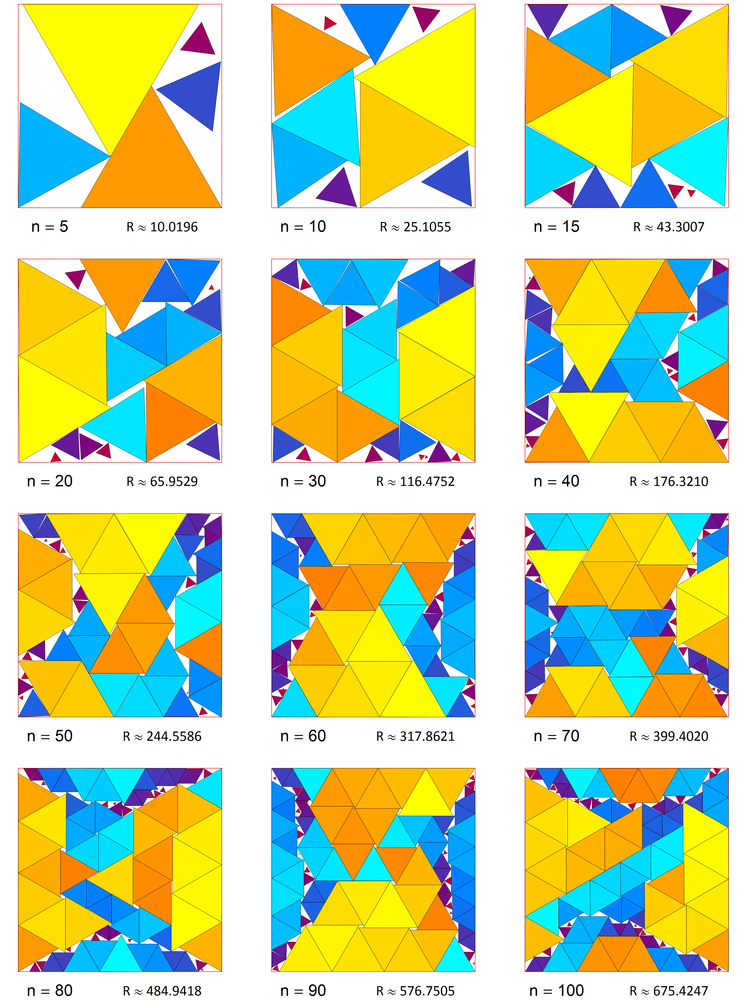 n = 5 R ≈ 10.0196
n = 10 R ≈ 25.1055
n = 15 R ≈ 43.3007
n = 20 R ≈ 65.9529
n = 30 R ≈ 116.4752
n = 40 R ≈ 176.3210
n = 50 R ≈ 244.5586
n = 60 R ≈ 317.8621
n = 70 R ≈ 399.4020
n = 80 R ≈ 484.9418
n = 90 R ≈ 576.7505
n = 100 R ≈ 675.4247